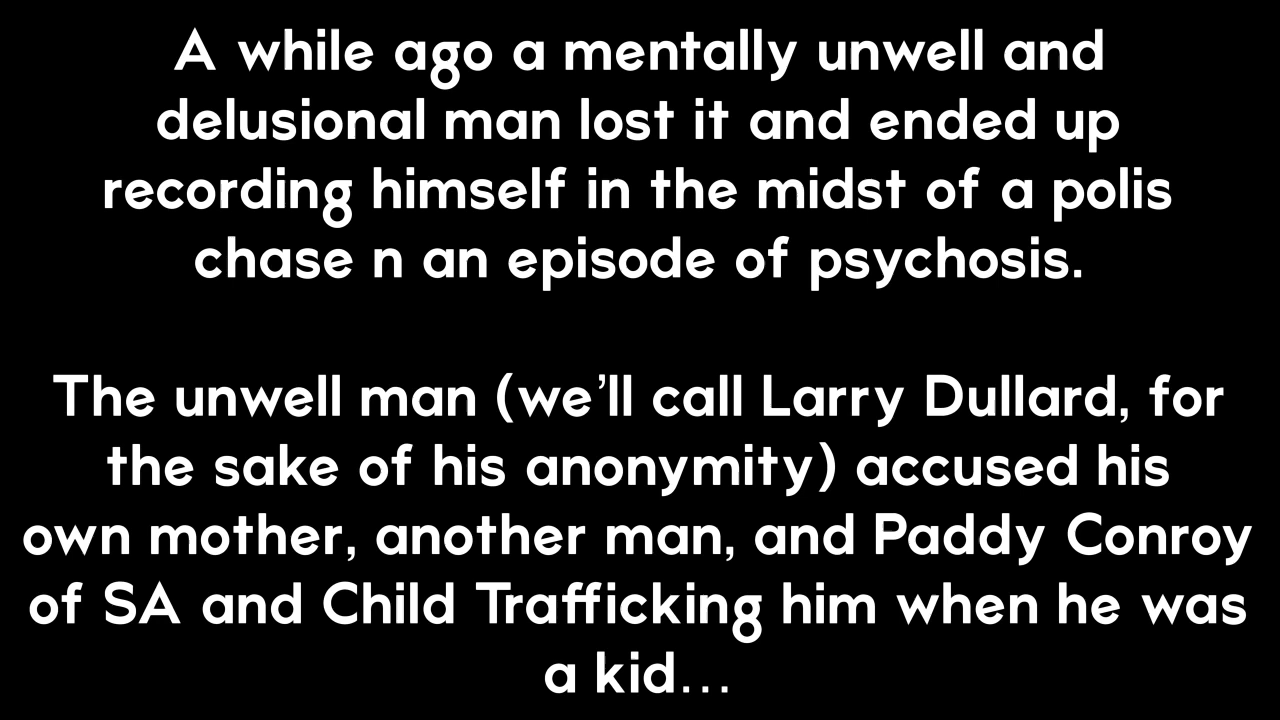 A while ago a mentally unwell and
delusional man lost it and ended up
recording himself in the midst of a polis
chase n an episode of psychosis.
The unwell man (we’ll call Larry Dullard, for
the sake of his anonymity) accused his
own mother, another man, and Paddy Conroy
of SA and Child Trafficking him when he was
a kid...